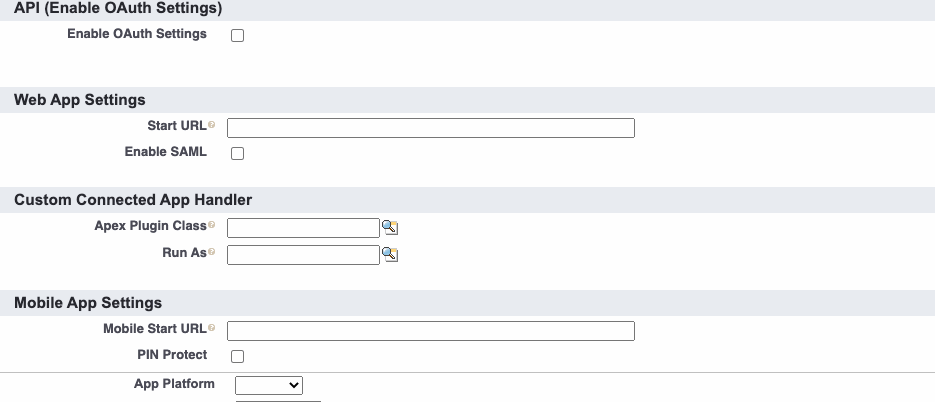 API (Enable OAuth Settings)
Enable OAuth Settings
Web App Settings
Start URL
Enable SAML
Custom Connected App Handler
Apex Plugin Class
Run As
Mobile App Settings
Mobile Start URL
PIN Protect
App Platform